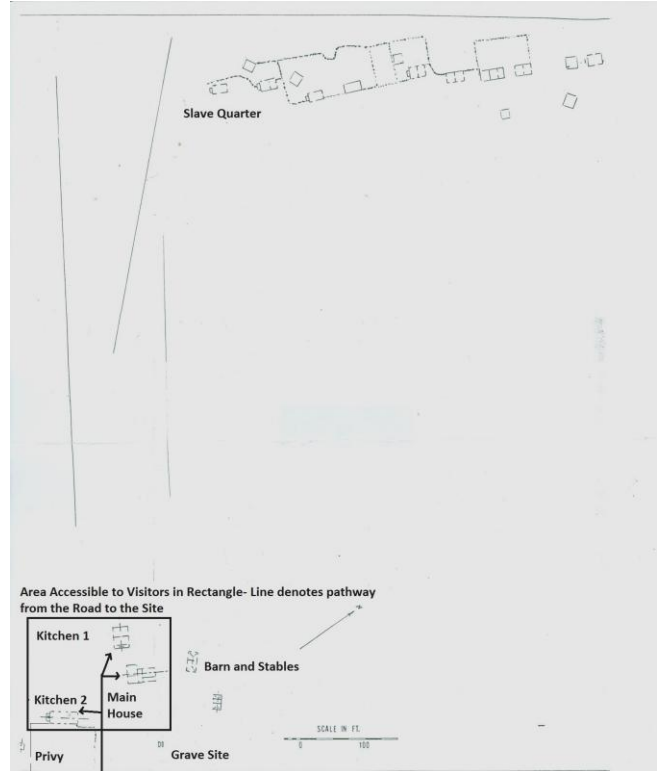 Slave Quarter
Area Accessible to Visitors in Rectangle- Line denotes pathway
from the Road to the Site
Kitchen 1
Barn and Stables
Kitchen 2
Main
House
Privy
Grave Site
SCALE IN FT.
0 100